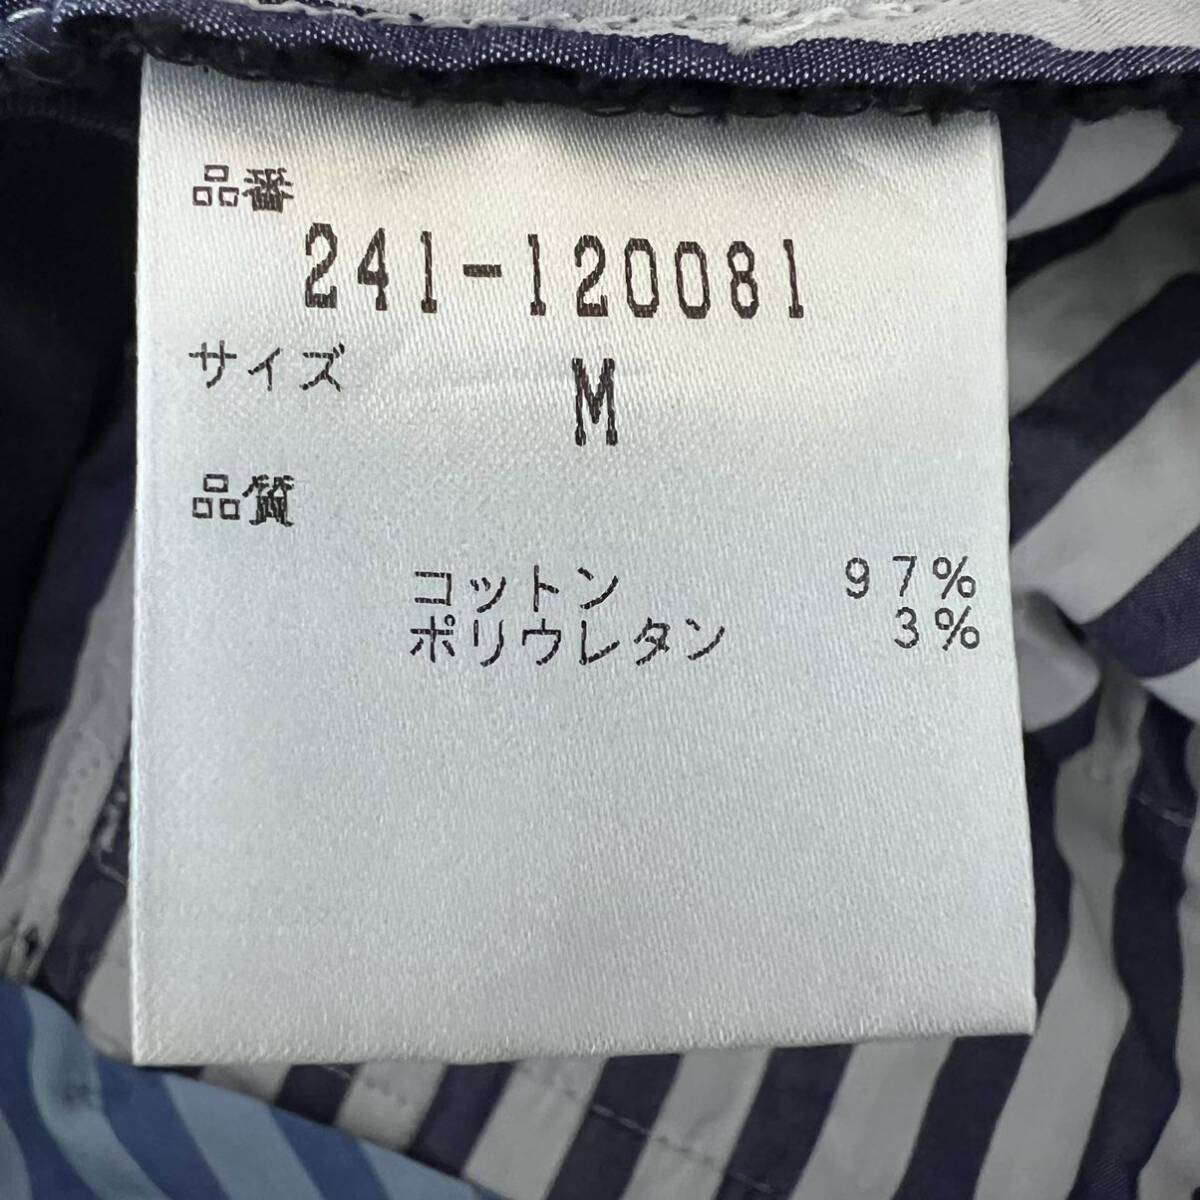 品番
241-120081
サイズ M
品質
コットン 97%
ポリウレタン 3%